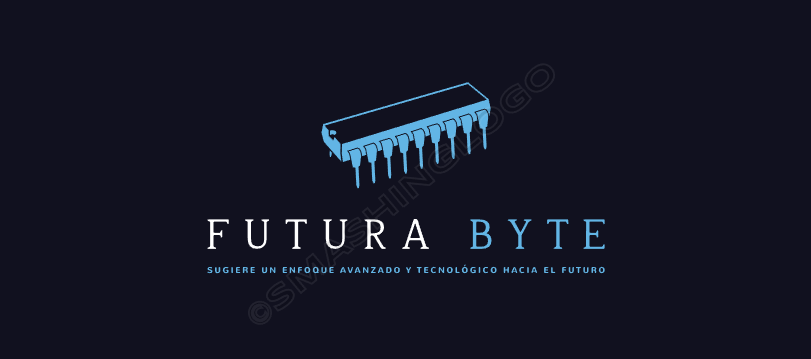 FUTURA BYTE
SUGIERE UN ENFOQUE AVANZADO Y TECNOLÓGICO HACIA EL FUTURO
©SMASHINGLOGO